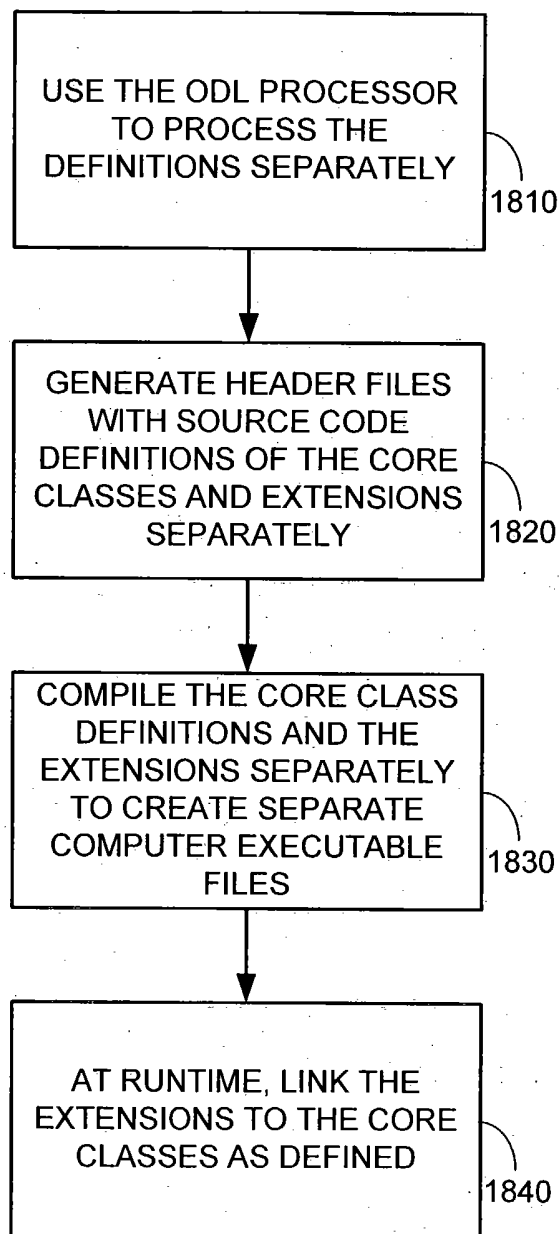 USE THE ODL PROCESSOR
TO PROCESS THE
DEFINITIONS SEPARATELY
1810
GENERATE HEADER FILES
WITH SOURCE CODE
DEFINITIONS OF THE CORE
CLASSES AND EXTENSIONS
SEPARATELY
1820
COMPILE THE CORE CLASS
DEFINITIONS AND THE
EXTENSIONS SEPARATELY
TO CREATE SEPARATE
COMPUTER EXECUTABLE
FILES
1830
AT RUNTIME, LINK THE
EXTENSIONS TO THE CORE
CLASSES AS DEFINED
1840